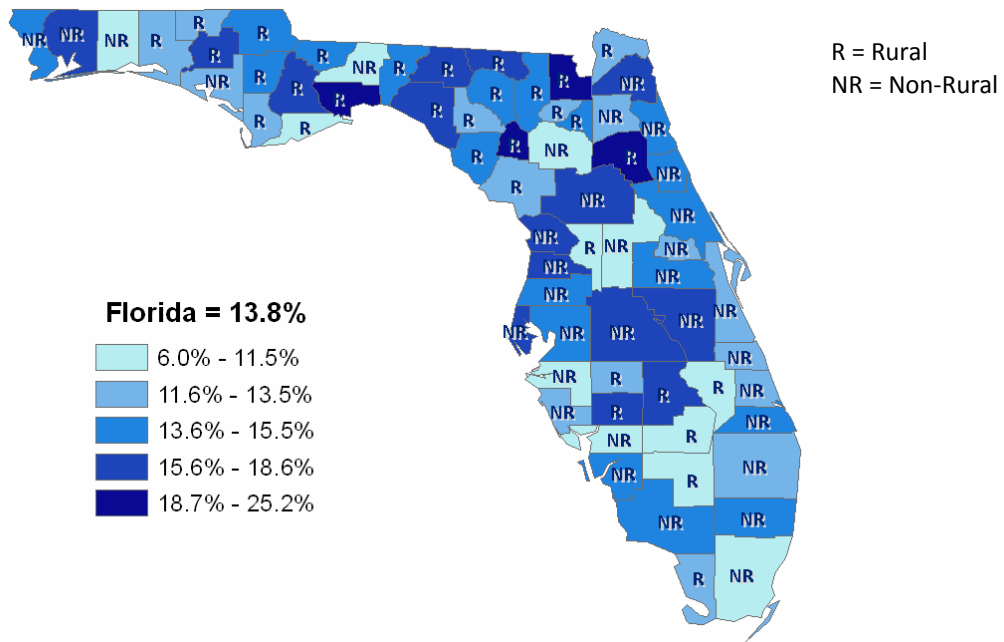 R
R
NR NR NR R R R
R NR R R R
R NR R R R R R NR
R R R R NR NR
R R
R R NR R NR
R NR NR
NR R NR NR
NR NR
NR NR
NR NR NR NR
NR
NR R R R NR
NR R NR
NR R
NR R NR
NR NR
R NR
R = Rural
NR = Non-Rural
Florida = 13.8%
6.0% - 11.5%
11.6% - 13.5%
13.6% - 15.5%
15.6% - 18.6%
18.7% - 25.2%